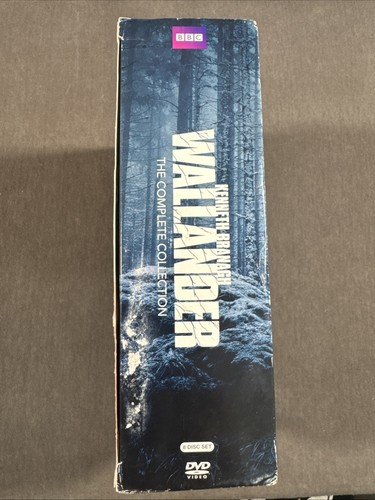 BBC
KENNETH BRANAGH
WALLANDER
THE COMPLETE COLLECTION
8 DISC SET
DVD
VIDEO